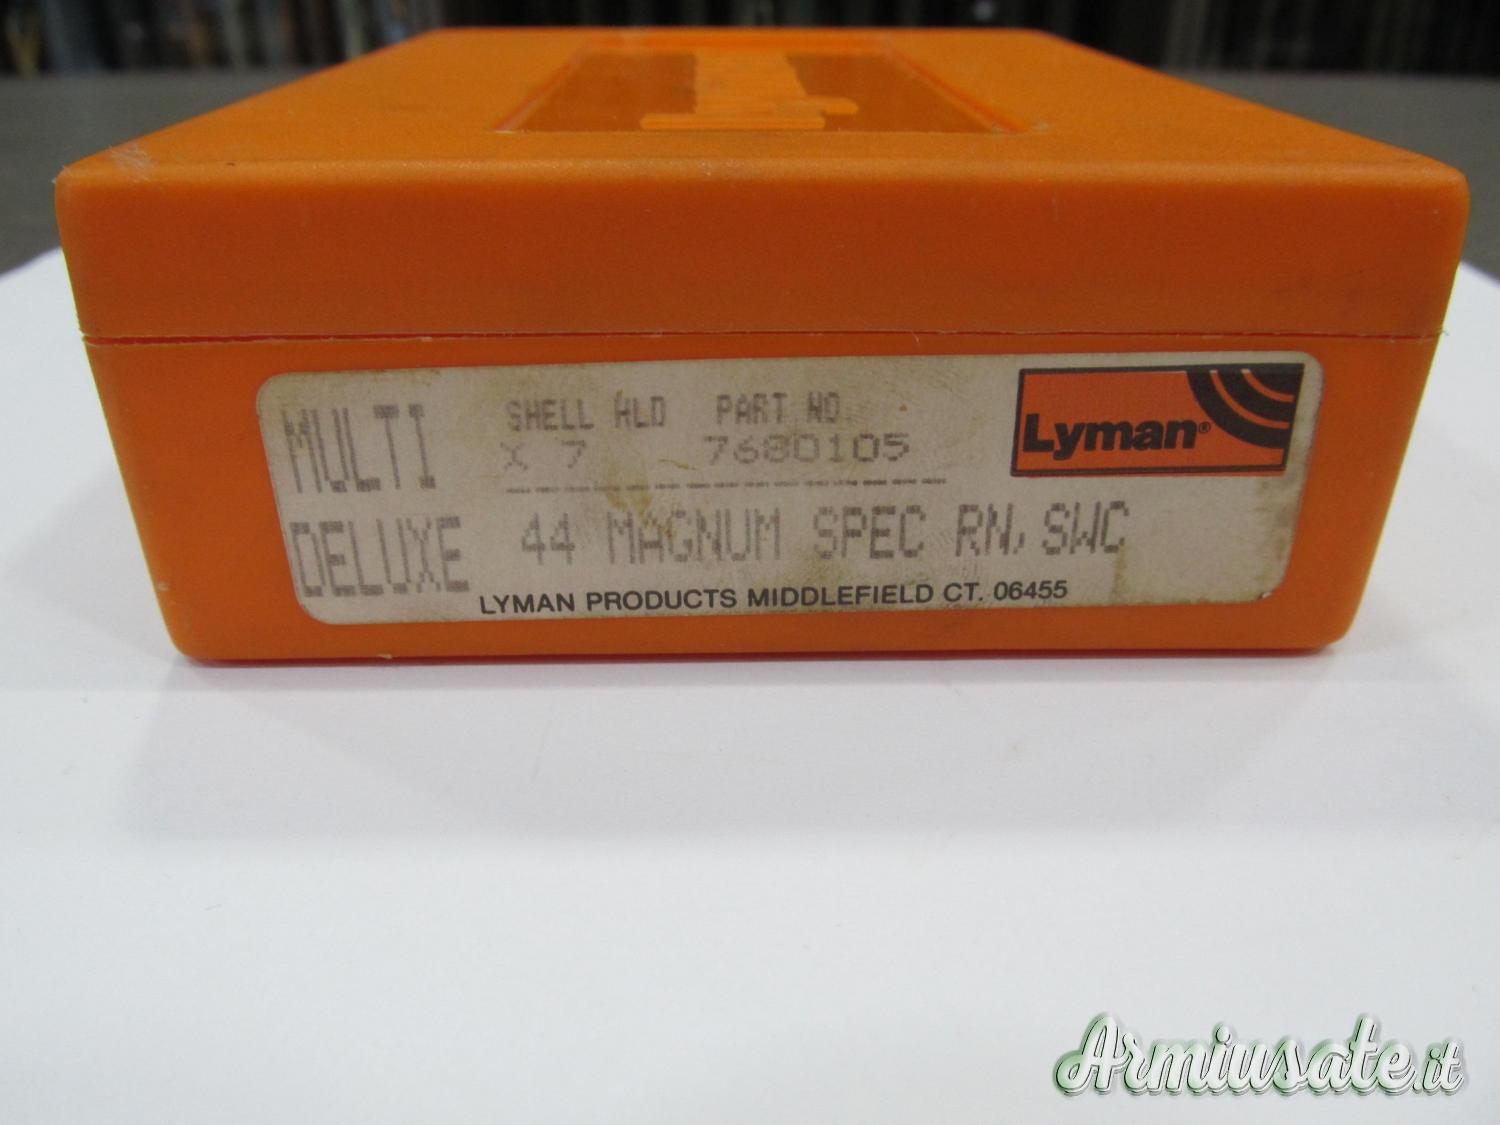 MULTI SHELL HLD PART NO.
X 7 7680105
Lyman®
DELUXE 44 MAGNUM SPEC RN, SWC
LYMAN PRODUCTS MIDDLEFIELD CT. 06455
Armiusate.it